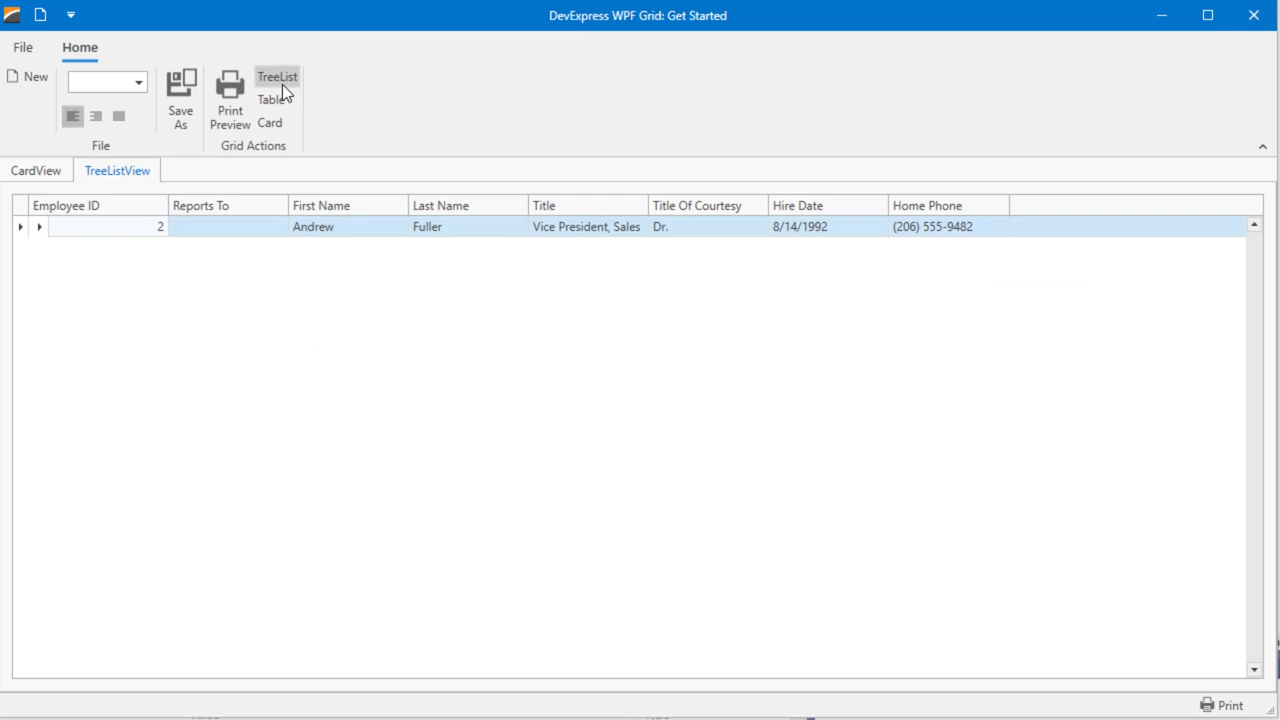 DevExpress WPF Grid: Get Started
File Home
New
Save As
Print Preview
TreeList
Table
Card
File
Grid Actions
CardView TreeListView
Employee ID Reports To First Name Last Name Title Title Of Courtesy Hire Date Home Phone
2 Andrew Fuller Vice President, Sales Dr. 8/14/1992 (206) 555-9482
Print